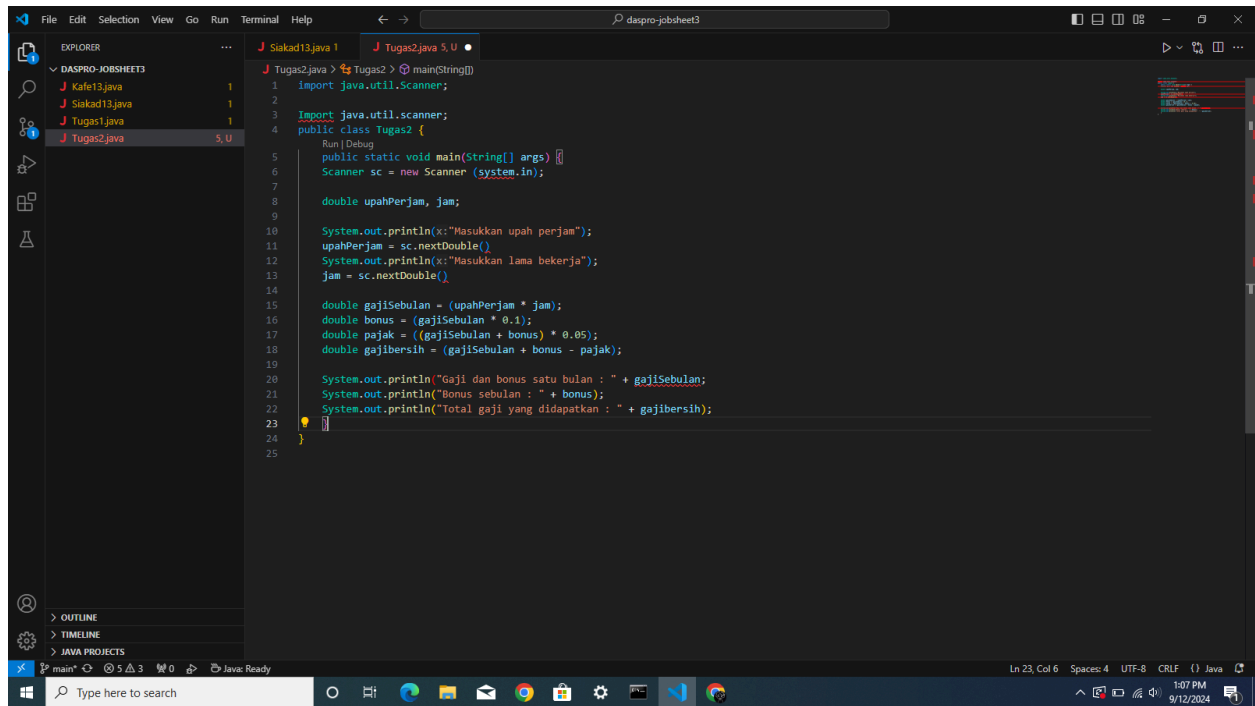 File Edit Selection View Go Run Terminal Help
daspro-jobsheet3
EXPLORER
J Siakad13.java 1
J Tugas2.java 5, U
DASPRO-JOBSHEET3
J Kafe13.java 1
J Siakad13.java 1
J Tugas1.java 1
J Tugas2.java 5, U
J Tugas2.java > Tugas2 > main(String[])
1 import java.util.Scanner;
2
3 Import java.util.scanner;
4 public class Tugas2 {
Run | Debug
5 public static void main(String[] args) {
6 Scanner sc = new Scanner (system.in);
7
8 double upahPerjam, jam;
9
10 System.out.println(x:"Masukkan upah perjam");
11 upahPerjam = sc.nextDouble()
12 System.out.println(x:"Masukkan lama bekerja");
13 jam = sc.nextDouble()
14
15 double gajiSebulan = (upahPerjam * jam);
16 double bonus = (gajiSebulan * 0.1);
17 double pajak = ((gajiSebulan + bonus) * 0.05);
18 double gajibersih = (gajiSebulan + bonus - pajak);
19
20 System.out.println("Gaji dan bonus satu bulan : " + gajiSebulan;
21 System.out.println("Bonus sebulan : " + bonus);
22 System.out.println("Total gaji yang didapatkan : " + gajibersih);
23 }
24 }
25
OUTLINE
TIMELINE
JAVA PROJECTS
main* 5 3 0 Java: Ready
Ln 23, Col 6 Spaces: 4 UTF-8 CRLF {} Java
Type here to search
1:07 PM
9/12/2024